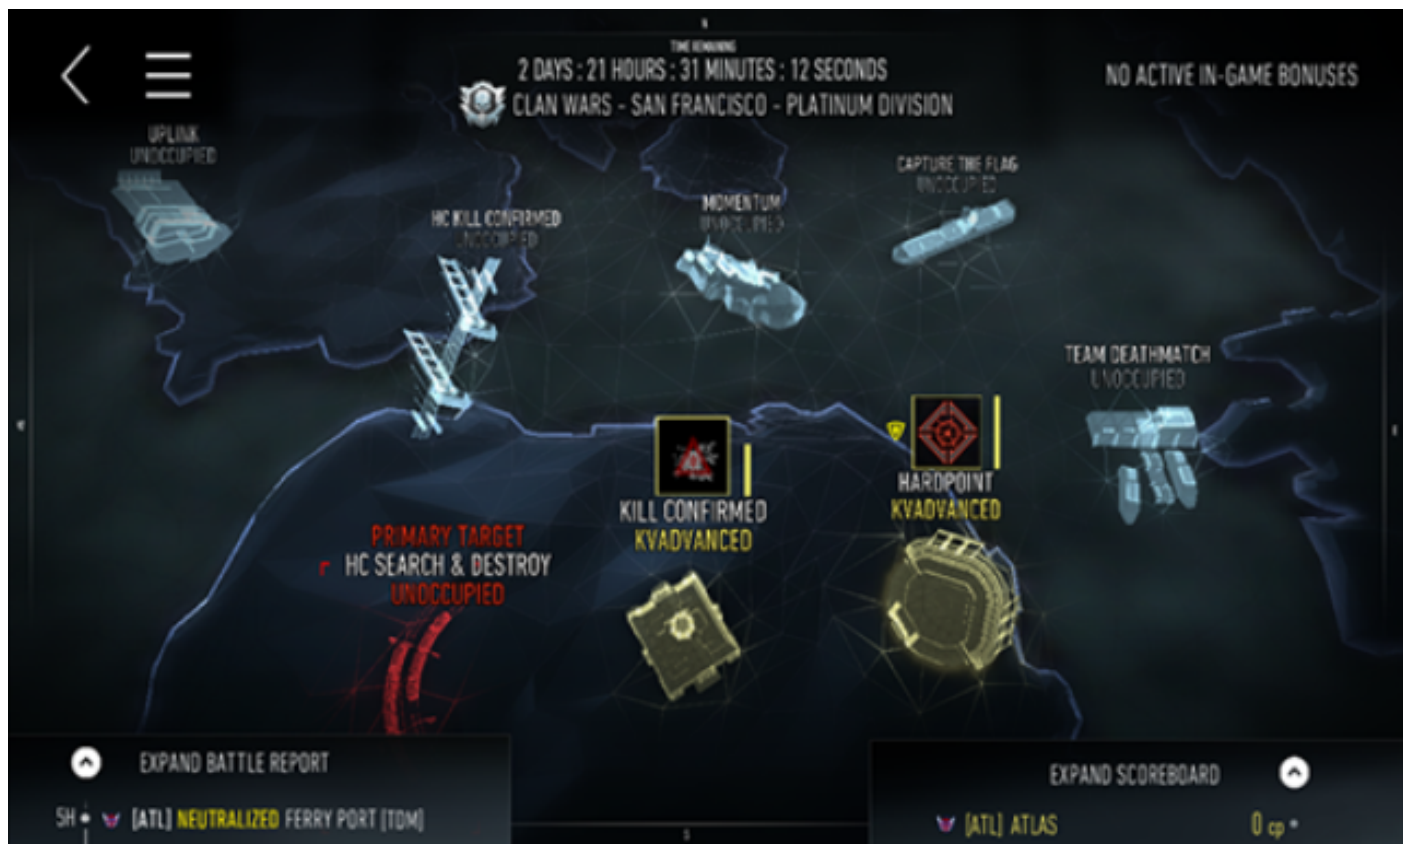 N
TIME REMAINING
2 DAYS : 21 HOURS : 31 MINUTES : 12 SECONDS
CLAN WARS - SAN FRANCISCO - PLATINUM DIVISION
NO ACTIVE IN-GAME BONUSES
UPLINK
UNOCCUPIED
HC KILL CONFIRMED
UNOCCUPIED
MOMENTUM
UNOCCUPIED
CAPTURE THE FLAG
UNOCCUPIED
TEAM DEATHMATCH
UNOCCUPIED
KILL CONFIRMED
KVADVANCED
HARDPOINT
KVADVANCED
PRIMARY TARGET
HC SEARCH & DESTROY
UNOCCUPIED
EXPAND BATTLE REPORT
5H [ATL] NEUTRALIZED FERRY PORT [TDM]
S
EXPAND SCOREBOARD
[ATL] ATLAS 0 cp